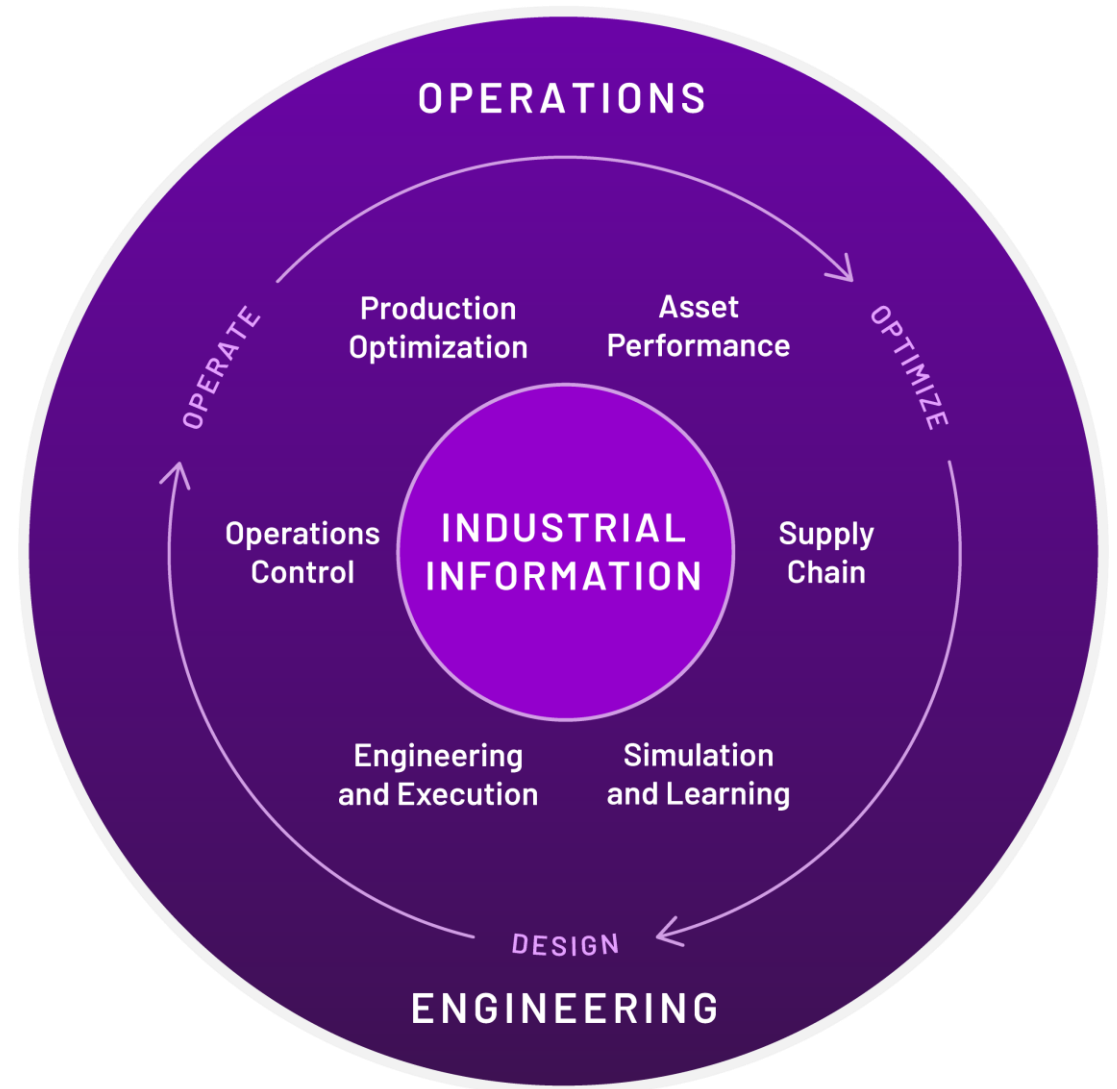 OPERATIONS
OPERATE
OPTIMIZE
Production
Optimization
Asset
Performance
Operations
Control
INDUSTRIAL
INFORMATION
Supply
Chain
Engineering
and Execution
Simulation
and Learning
DESIGN
ENGINEERING